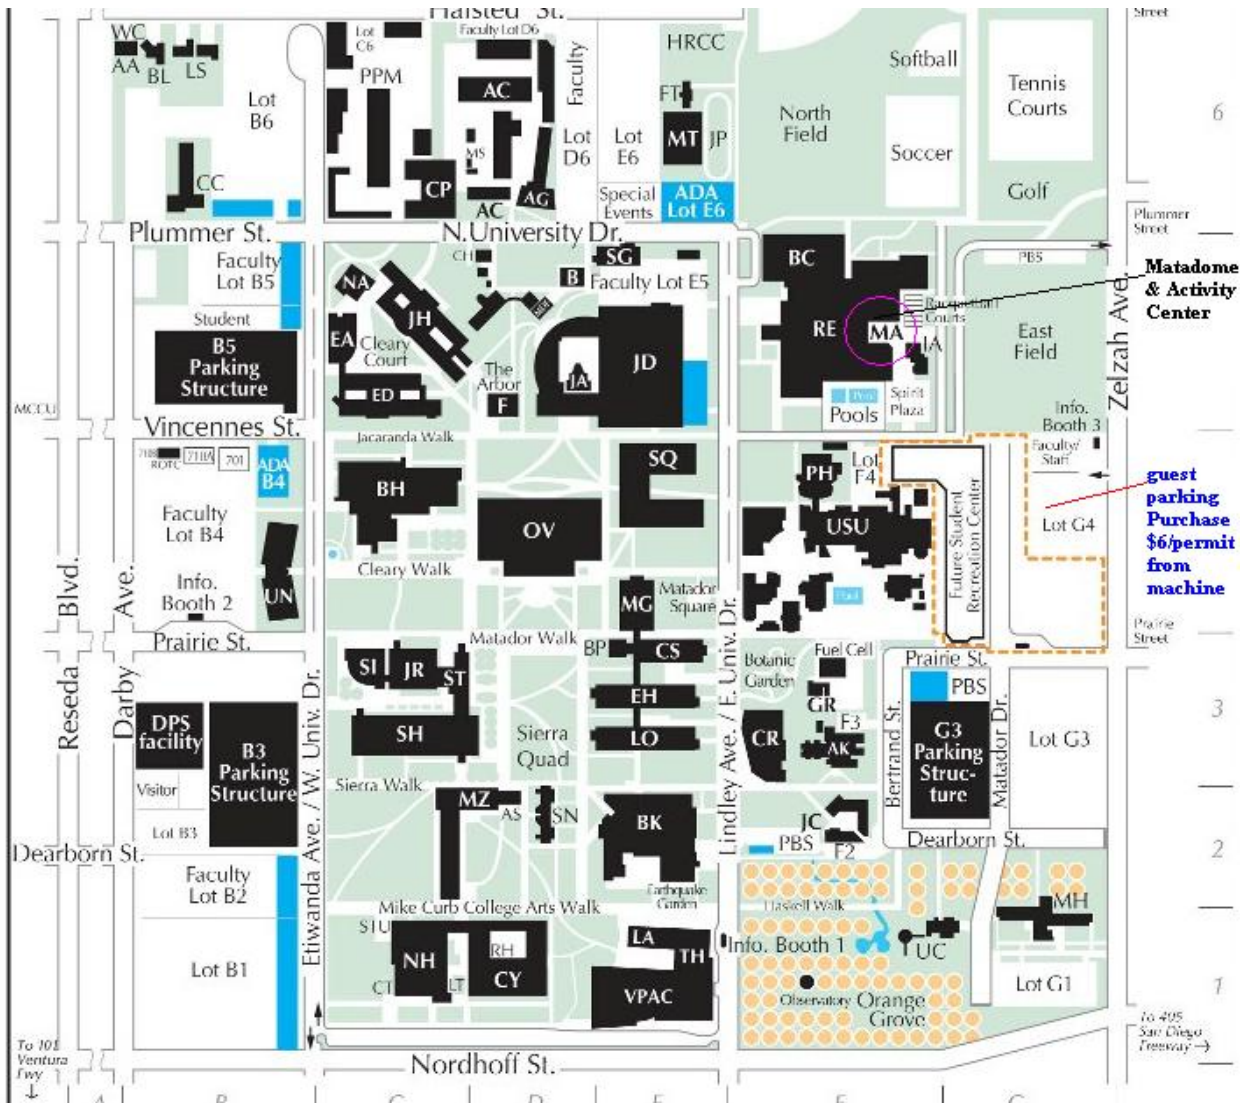 Halsted St.
Street
WC
AA
BL
LS
Lot
B6
CC
Lot
C6
PPM
Faculty Lot D6
AC
MS
CP
AC
AG
Faculty
Lot
D6
Lot
E6
Special
Events
HRCC
FT
MT
JP
ADA
Lot E6
North
Field
Softball
Soccer
Tennis
Courts
Golf
6
Plummer St.
N.University Dr.
Plummer
Street
Faculty
Lot B5
Student
B5
Parking
Structure
MCCU
Vincennes St.
NA
JH
EA
Cleary
Court
ED
CH
The
Arbor
F
B
SG
Faculty Lot E5
JA
JD
Jacaranda Walk
BC
RE
MA
IA
Racquetball
Courts
Pool
Pools
Spirit
Plaza
PBS
East
Field
Info.
Booth 3
Faculty/
Staff
Zelzah Ave.
Matadome
& Activity
Center
ROTC
701
ADA
B4
Faculty
Lot B4
Info.
Booth 2
UN
Prairie St.
BH
OV
SQ
Cleary Walk
MG
Matador
Square
Matador Walk
PH
Lot
F4
USU
Pool
Future Student
Recreation Center
Lot G4
guest
parking
Purchase
$6/permit
from
machine
Prairie
Street
Reseda Blvd.
Darby Ave.
Etiwanda Ave. / W. Univ. Dr.
Lindley Ave. / E. Univ. Dr.
DPS
facility
B3
Parking
Structure
Visitor
Lot B3
Dearborn St.
SI
JR
ST
SH
Sierra
Quad
Sierra Walk
BP
CS
EH
LO
Botanic
Garden
Fuel Cell
GR
CR
F3
AK
Prairie St.
PBS
Bertrand St.
G3
Parking
Struc-
ture
Matador Dr.
Lot G3
3
MZ
AS
SN
BK
JC
F2
PBS
Dearborn St.
2
Faculty
Lot B2
Lot B1
Mike Curb College Arts Walk
Earthquake
Garden
Haskell Walk
MH
STU
NH
CT
LT
RH
CY
LA
TH
VPAC
Info. Booth 1
UC
Observatory
Orange
Grove
Lot G1
1
To 101
Ventura
Fwy
Nordhoff St.
To 405
San Diego
Freeway
A
B
C
D
E
F
G